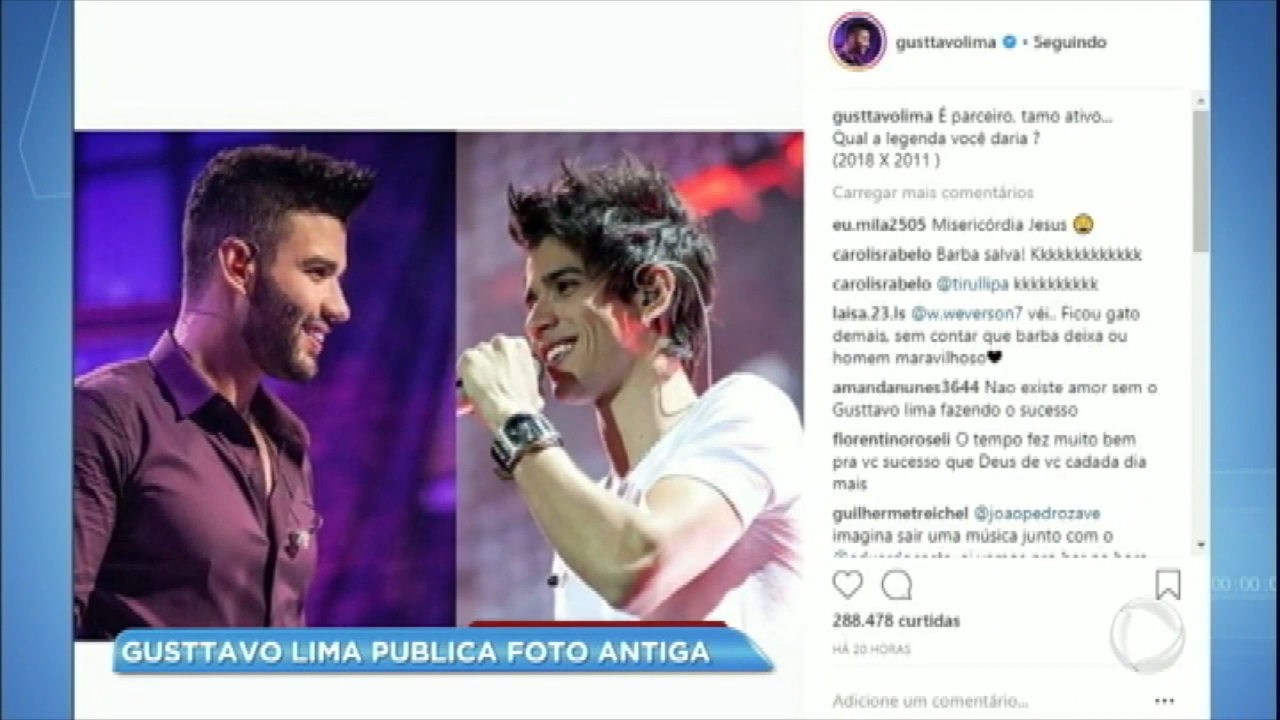 gusttavolima • Seguindo
gusttavolima É parceiro, tamo ativo...
Qual a legenda você daria ?
(2018 X 2011 )
Carregar mais comentários
eu.mila2505 Misericórdia Jesus 😩
carolisrabelo Barba salva! Kkkkkkkkkkkkk
carolisrabelo @tirullipa kkkkkkkkkk
laisa.23.ls @w.weverson7 véi.. Ficou gato
demais, sem contar que barba deixa ou
homem maravilhoso🖤
amandanunes3644 Nao existe amor sem o
Gusttavo lima fazendo o sucesso
florentinoroseli O tempo fez muito bem
pra vc sucesso que Deus de vc cadada dia
mais
guilhermetreichel @joaopedrozave
imagina sair uma música junto com o
288.478 curtidas
HÁ 20 HORAS
Adicione um comentário...
GUSTTAVO LIMA PUBLICA FOTO ANTIGA